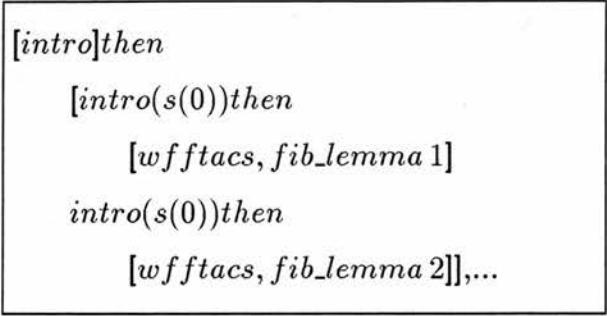 [intro]then
[intro(s(0))then
[wfftacs, fib_lemma 1]
intro(s(0))then
[wfftacs, fib_lemma 2]],...